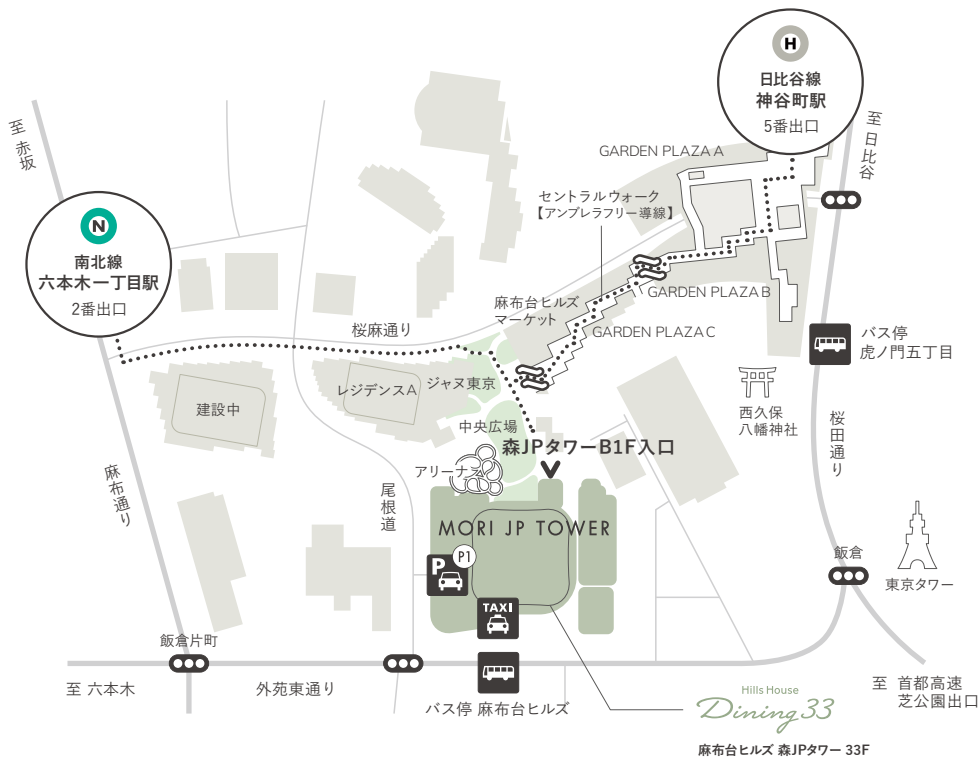 H
日比谷線
神谷町駅
5番出口
至 赤坂
至 日比谷
GARDEN PLAZA A
セントラルウォーク
【アンブレラフリー導線】
N
南北線
六本木一丁目駅
2番出口
GARDEN PLAZA B
麻布台ヒルズ
マーケット
GARDEN PLAZA C
桜麻通り
バス停
虎ノ門五丁目
レジデンスA
ジャヌ東京
建設中
西久保
八幡神社
中央広場
森JPタワーB1F入口
桜田通り
アリーナ
麻布通り
尾根道
MORI JP TOWER
P1
P
飯倉
東京タワー
TAXI
飯倉片町
至 六本木
外苑東通り
バス停 麻布台ヒルズ
至 首都高速
芝公園出口
Hills House
Dining 33
麻布台ヒルズ 森JPタワー 33F